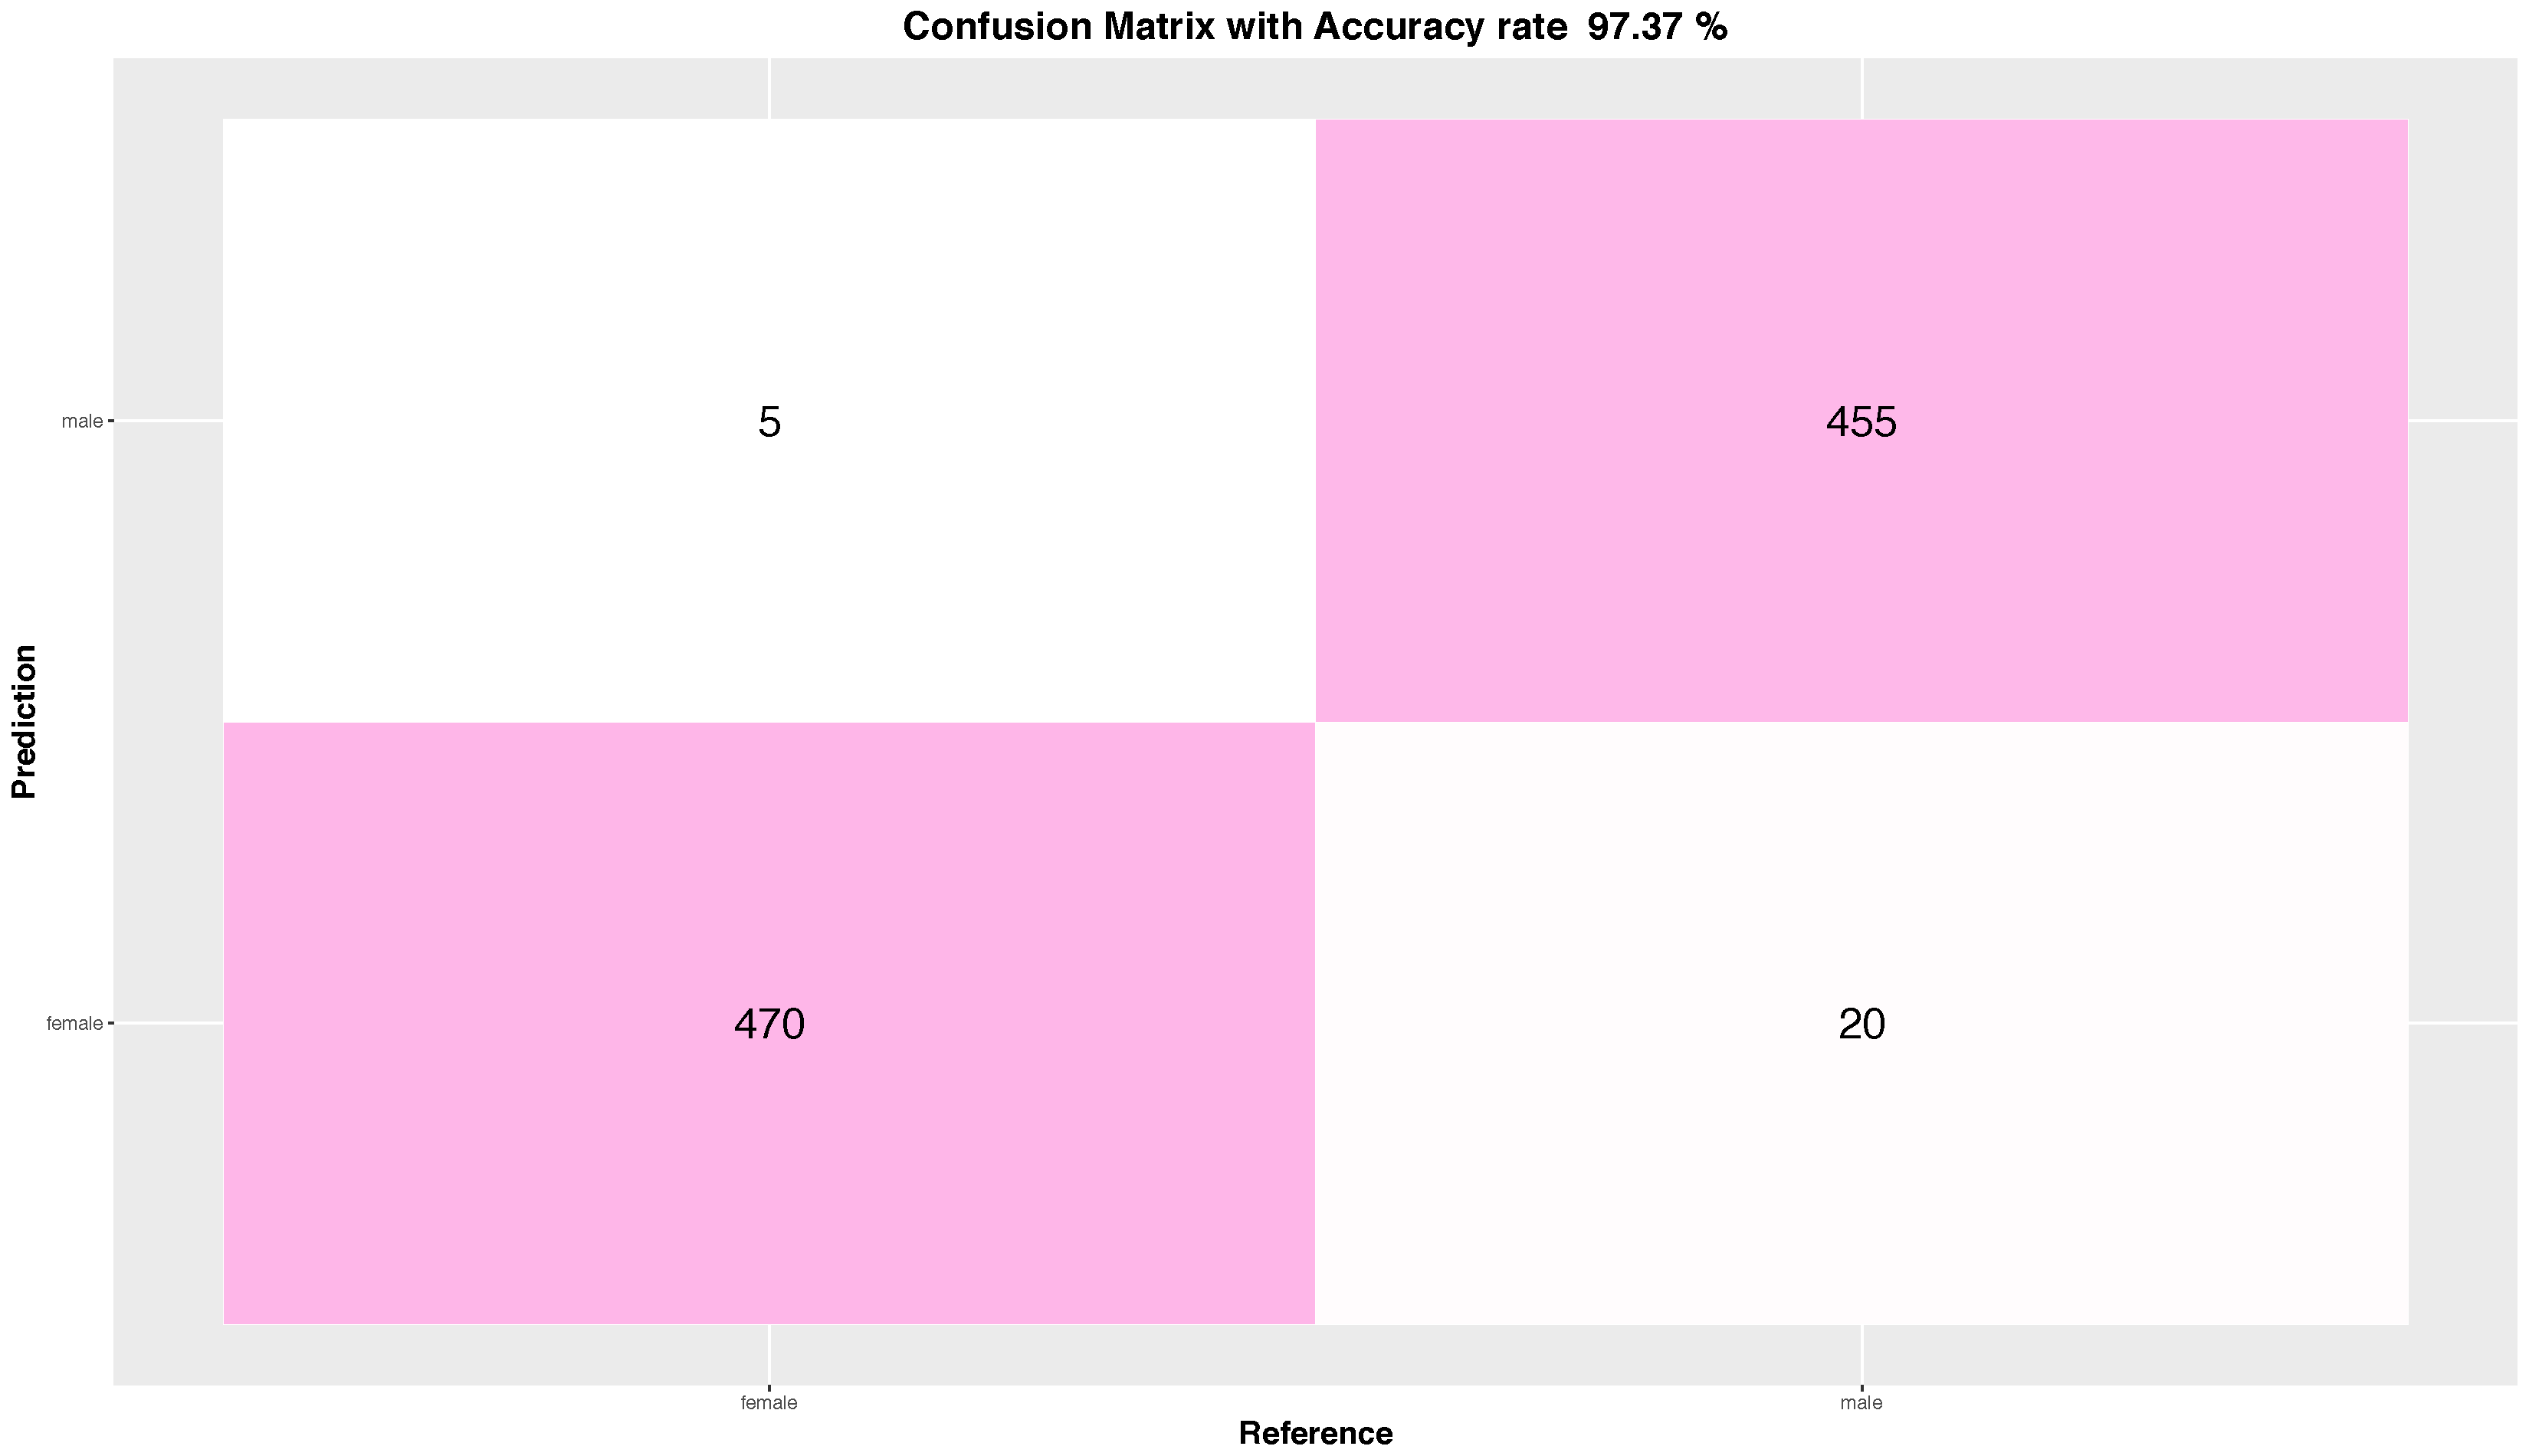 Confusion Matrix with Accuracy rate  97.37 %
male
5
455
Prediction
female
470
20
female
male
Reference